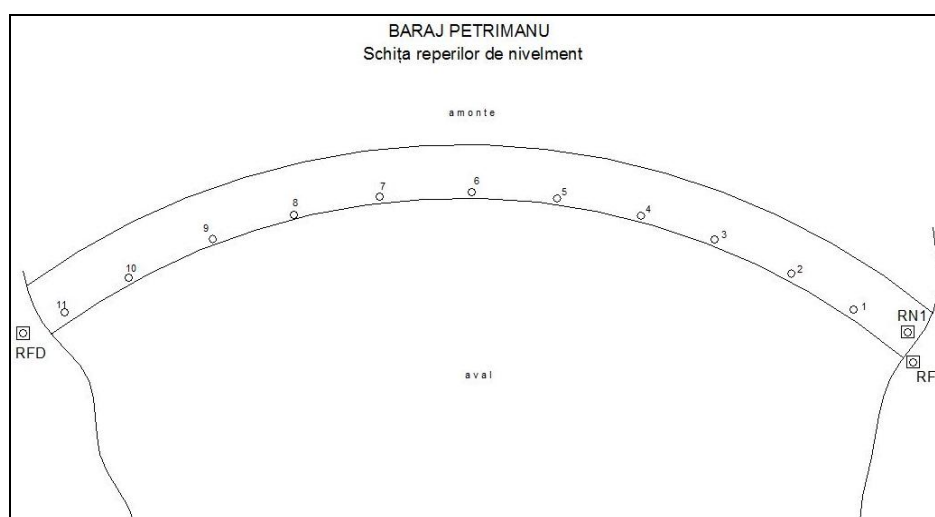 BARAJ PETRIMANU
Schița reperilor de nivelment
amonte
6
7
5
8
4
9
3
10
2
11
1
RN1
RFD
RF
aval